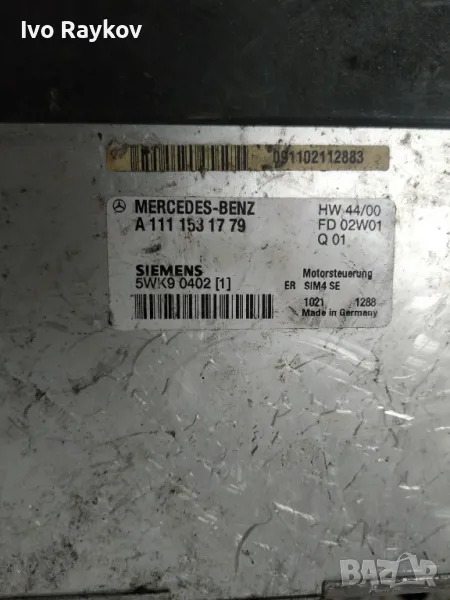 Ivo Raykov
091102112883
MERCEDES-BENZ
A 111 153 17 79
HW 44/00
FD 02W01
Q 01
SIEMENS
5WK9 0402 [1]
Motorsteuerung
ER SIM4 SE
1021 1288
Made in Germany
bazar